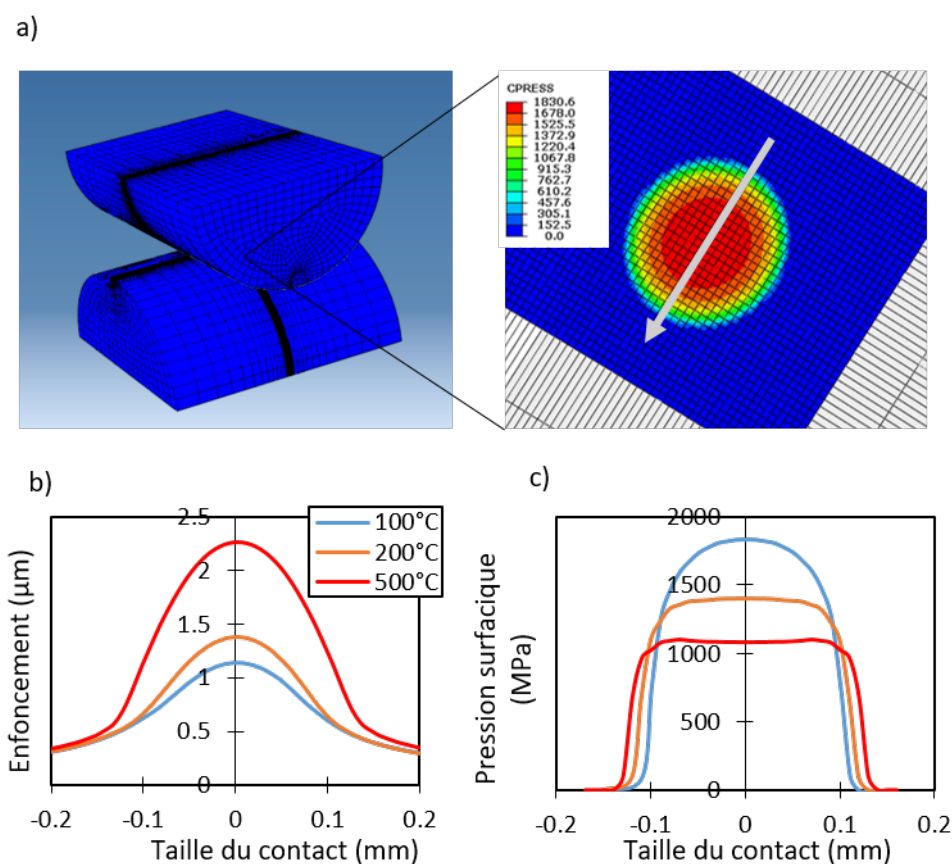 a)
CPRESS
1830.6
1678.0
1525.5
1372.9
1220.4
1067.8
915.3
762.7
610.2
457.6
305.1
152.5
0.0
b)
Enfoncement (µm)
2.5
2
1.5
1
0.5
0
-0.2
-0.1
0
0.1
0.2
Taille du contact (mm)
100°C
200°C
500°C
c)
Pression surfacique
(MPa)
2000
1500
1000
500
0
-0.2
-0.1
0
0.1
0.2
Taille du contact (mm)